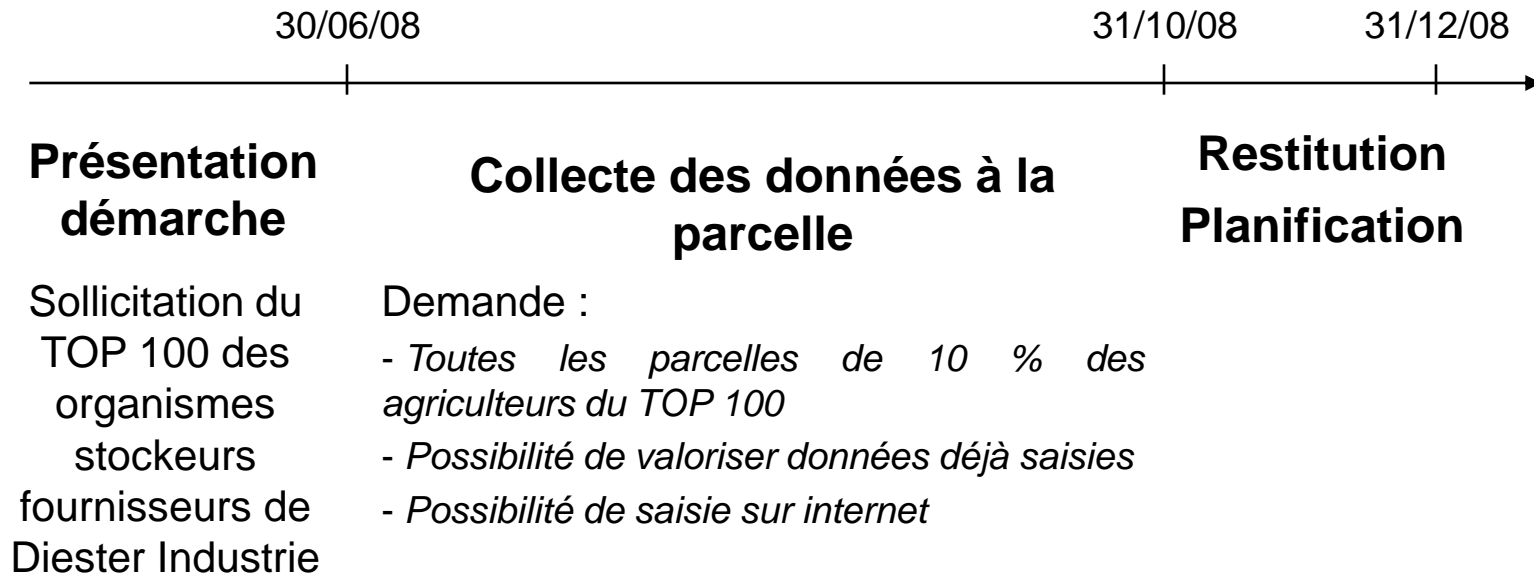 30/06/08 31/10/08 31/12/08
Présentation
démarche
Sollicitation du
TOP 100 des
organismes
stockeurs
fournisseurs de
Diester Industrie
Collecte des données à la
parcelle
Demande :
- Toutes les parcelles de 10 % des
agriculteurs du TOP 100
- Possibilité de valoriser données déjà saisies
- Possibilité de saisie sur internet
Restitution
Planification